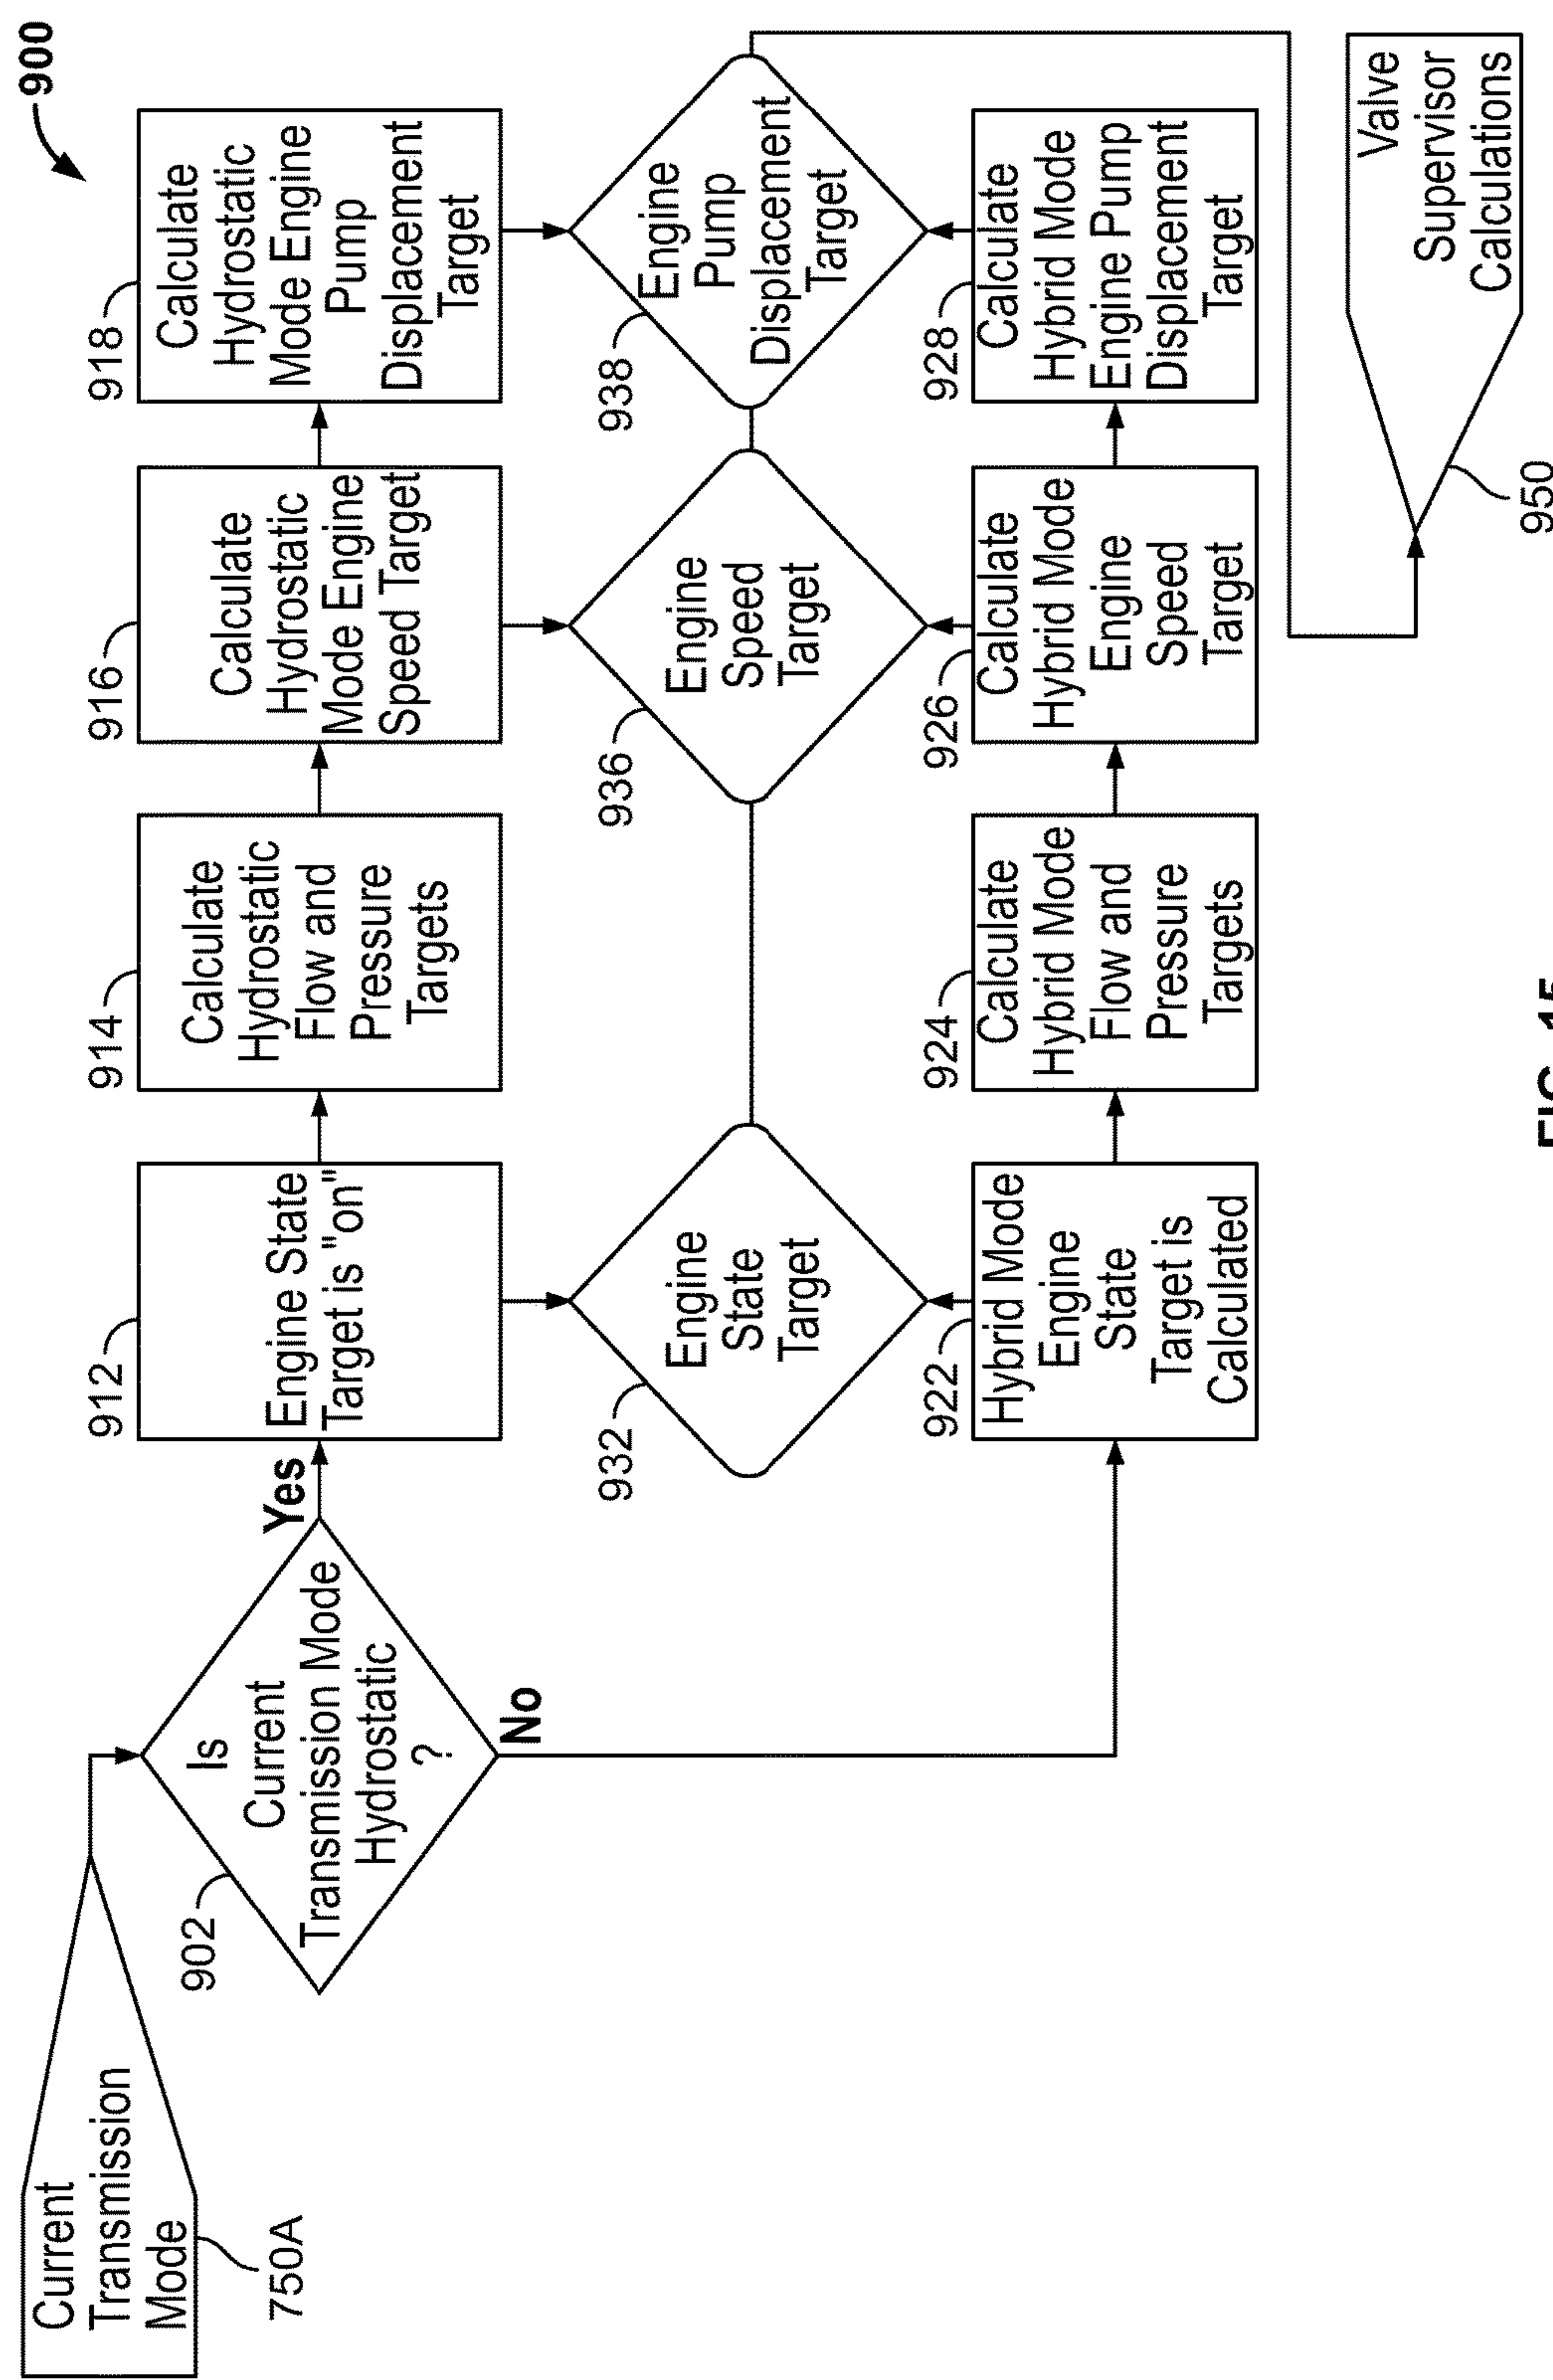 900
Current
Transmission
Mode
750A
902
Is
Current
Transmission Mode
Hydrostatic
?
Yes
No
912
Engine State
Target is "on"
914
Calculate
Hydrostatic
Flow and
Pressure
Targets
916
Calculate
Hydrostatic
Mode Engine
Speed Target
918
Calculate
Hydrostatic
Mode Engine
Pump
Displacement
Target
932
Engine
State
Target
936
Engine
Speed
Target
938
Engine
Pump
Displacement
Target
922
Hybrid Mode
Engine
State
Target is
Calculated
924
Calculate
Hybrid Mode
Flow and
Pressure
Targets
926
Calculate
Hybrid Mode
Engine
Speed
Target
928
Calculate
Hybrid Mode
Engine Pump
Displacement
Target
Valve
Supervisor
Calculations
950
FIG. 15